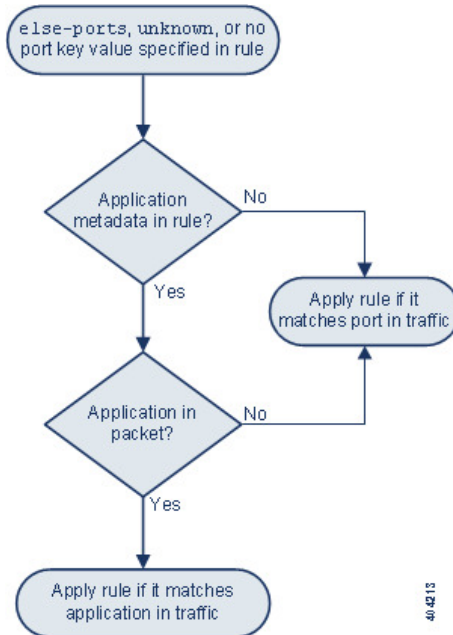 else-ports, unknown, or no
port key value specified in rule
Application
metadata in rule?
No
Yes
Apply rule if it
matches port in traffic
Application in
packet?
No
Yes
Apply rule if it matches
application in traffic
404213